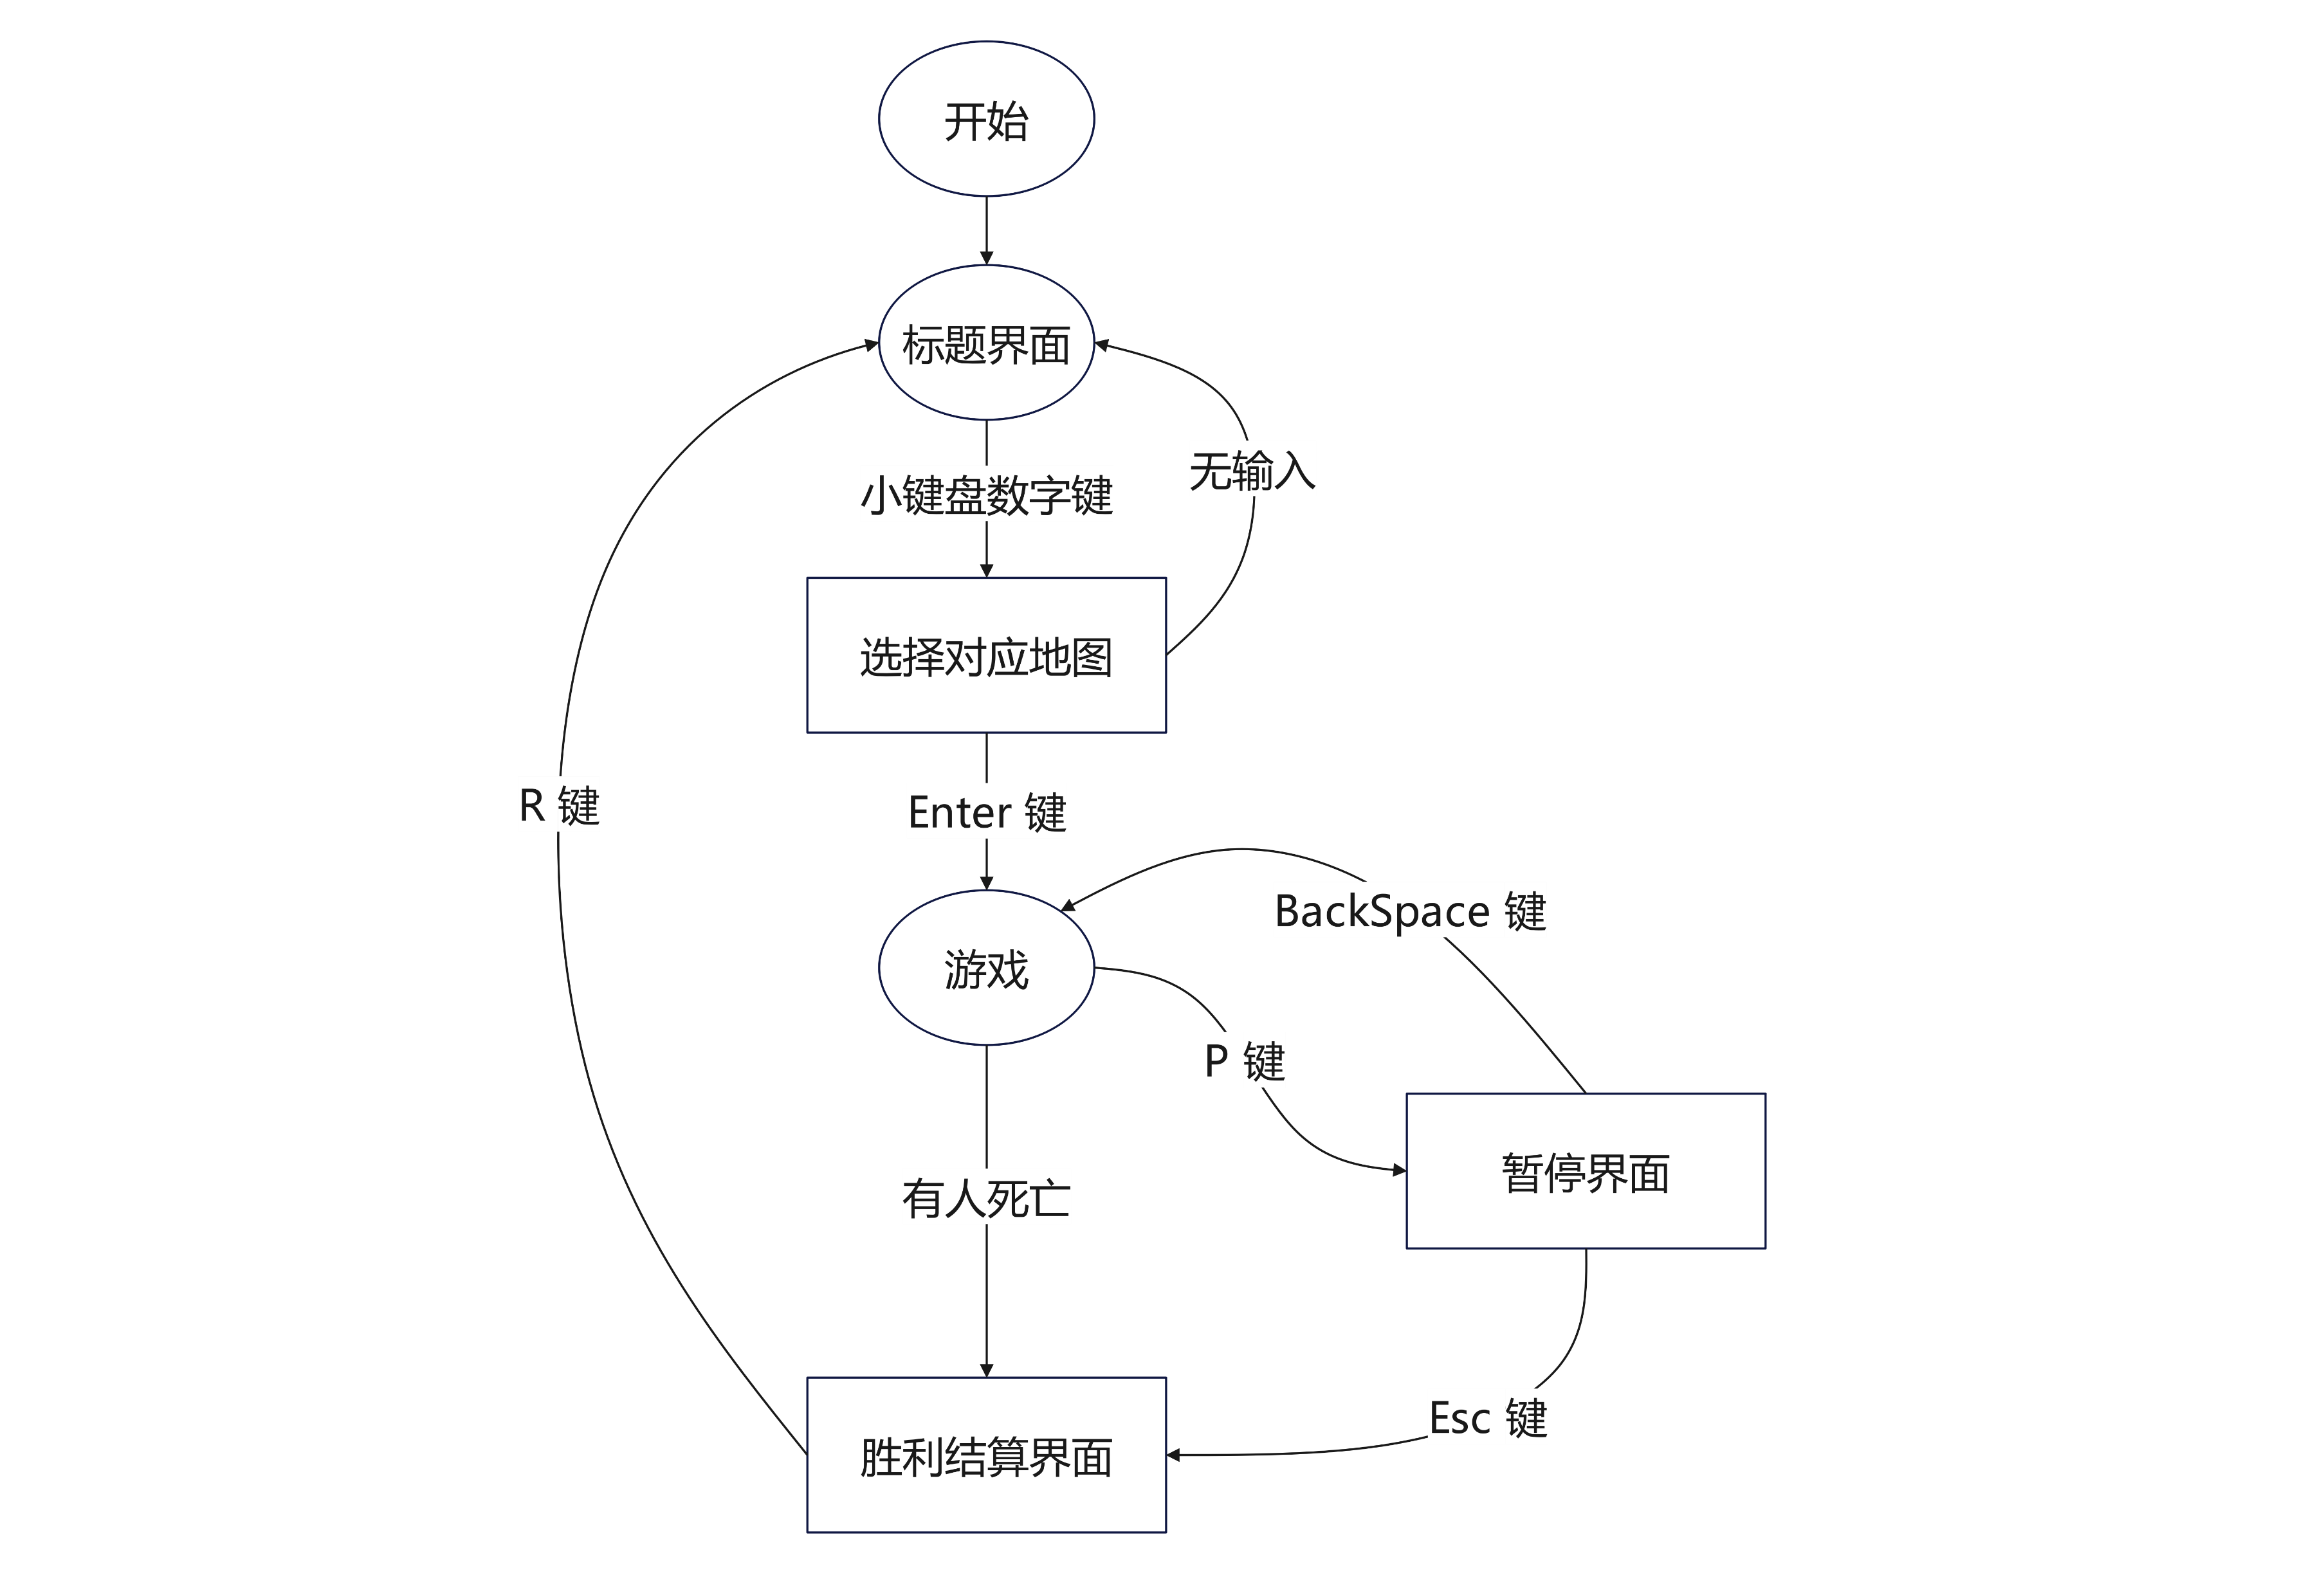 开始
标题界面
无输入
小键盘数字键
选择对应地图
R 键
Enter 键
BackSpace 键
游戏
P 键
暂停界面
有人死亡
Esc 键
胜利结算界面